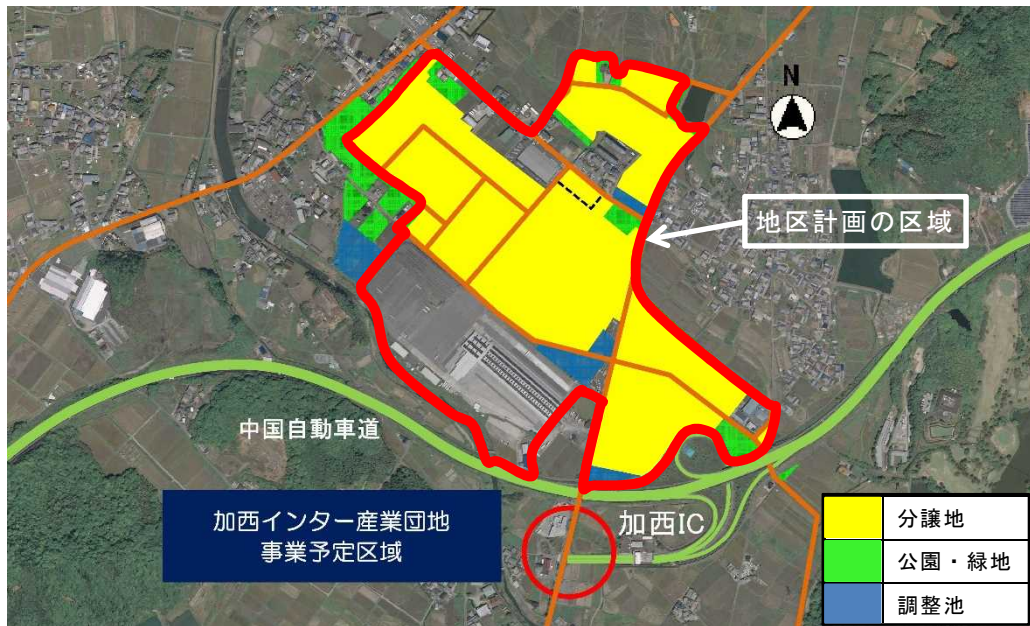 N
地区計画の区域
中国自動車道
加西インター産業団地
事業予定区域
加西IC
分譲地
公園・緑地
調整池